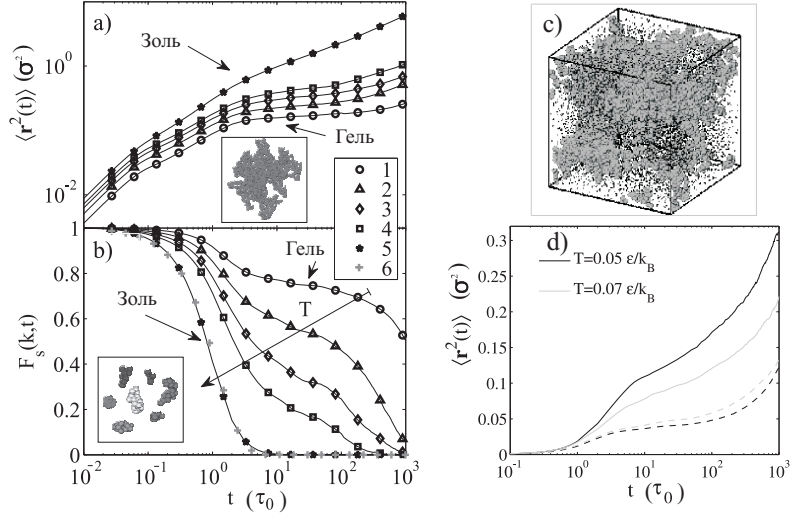 a)
Золь
⟨r²(t)⟩ (σ²)
10⁰
10⁻²
Гель
1
2
3
4
5
6
b)
Гель
Золь
T
Fₛ(k,t)
1
0.8
0.6
0.4
0.2
0
10⁻² 10⁻¹ 10⁰ 10¹ 10² 10³
t (τ₀)
c)
d)
T=0.05 ε/k_B
T=0.07 ε/k_B
⟨r²(t)⟩ (σ²)
0.3
0.25
0.2
0.15
0.1
0.05
0
10⁻¹ 10⁰ 10¹ 10² 10³
t (τ₀)